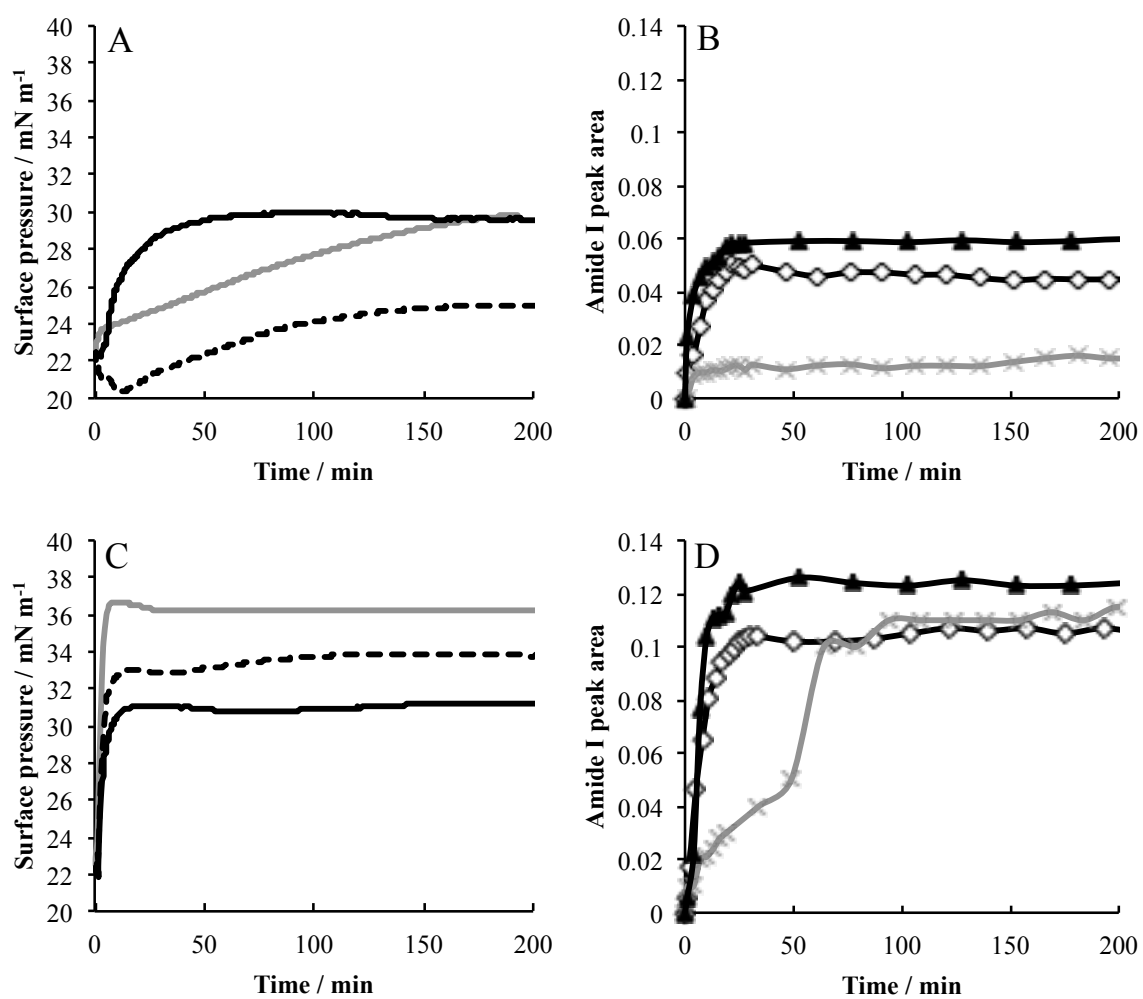 A
Surface pressure / mN m⁻¹
40
38
36
34
32
30
28
26
24
22
20
0 50 100 150 200
Time / min
B
Amide I peak area
0.14
0.12
0.1
0.08
0.06
0.04
0.02
0
0 50 100 150 200
Time / min
C
Surface pressure / mN m⁻¹
40
38
36
34
32
30
28
26
24
22
20
0 50 100 150 200
Time / min
D
Amide I peak area
0.14
0.12
0.1
0.08
0.06
0.04
0.02
0
0 50 100 150 200
Time / min